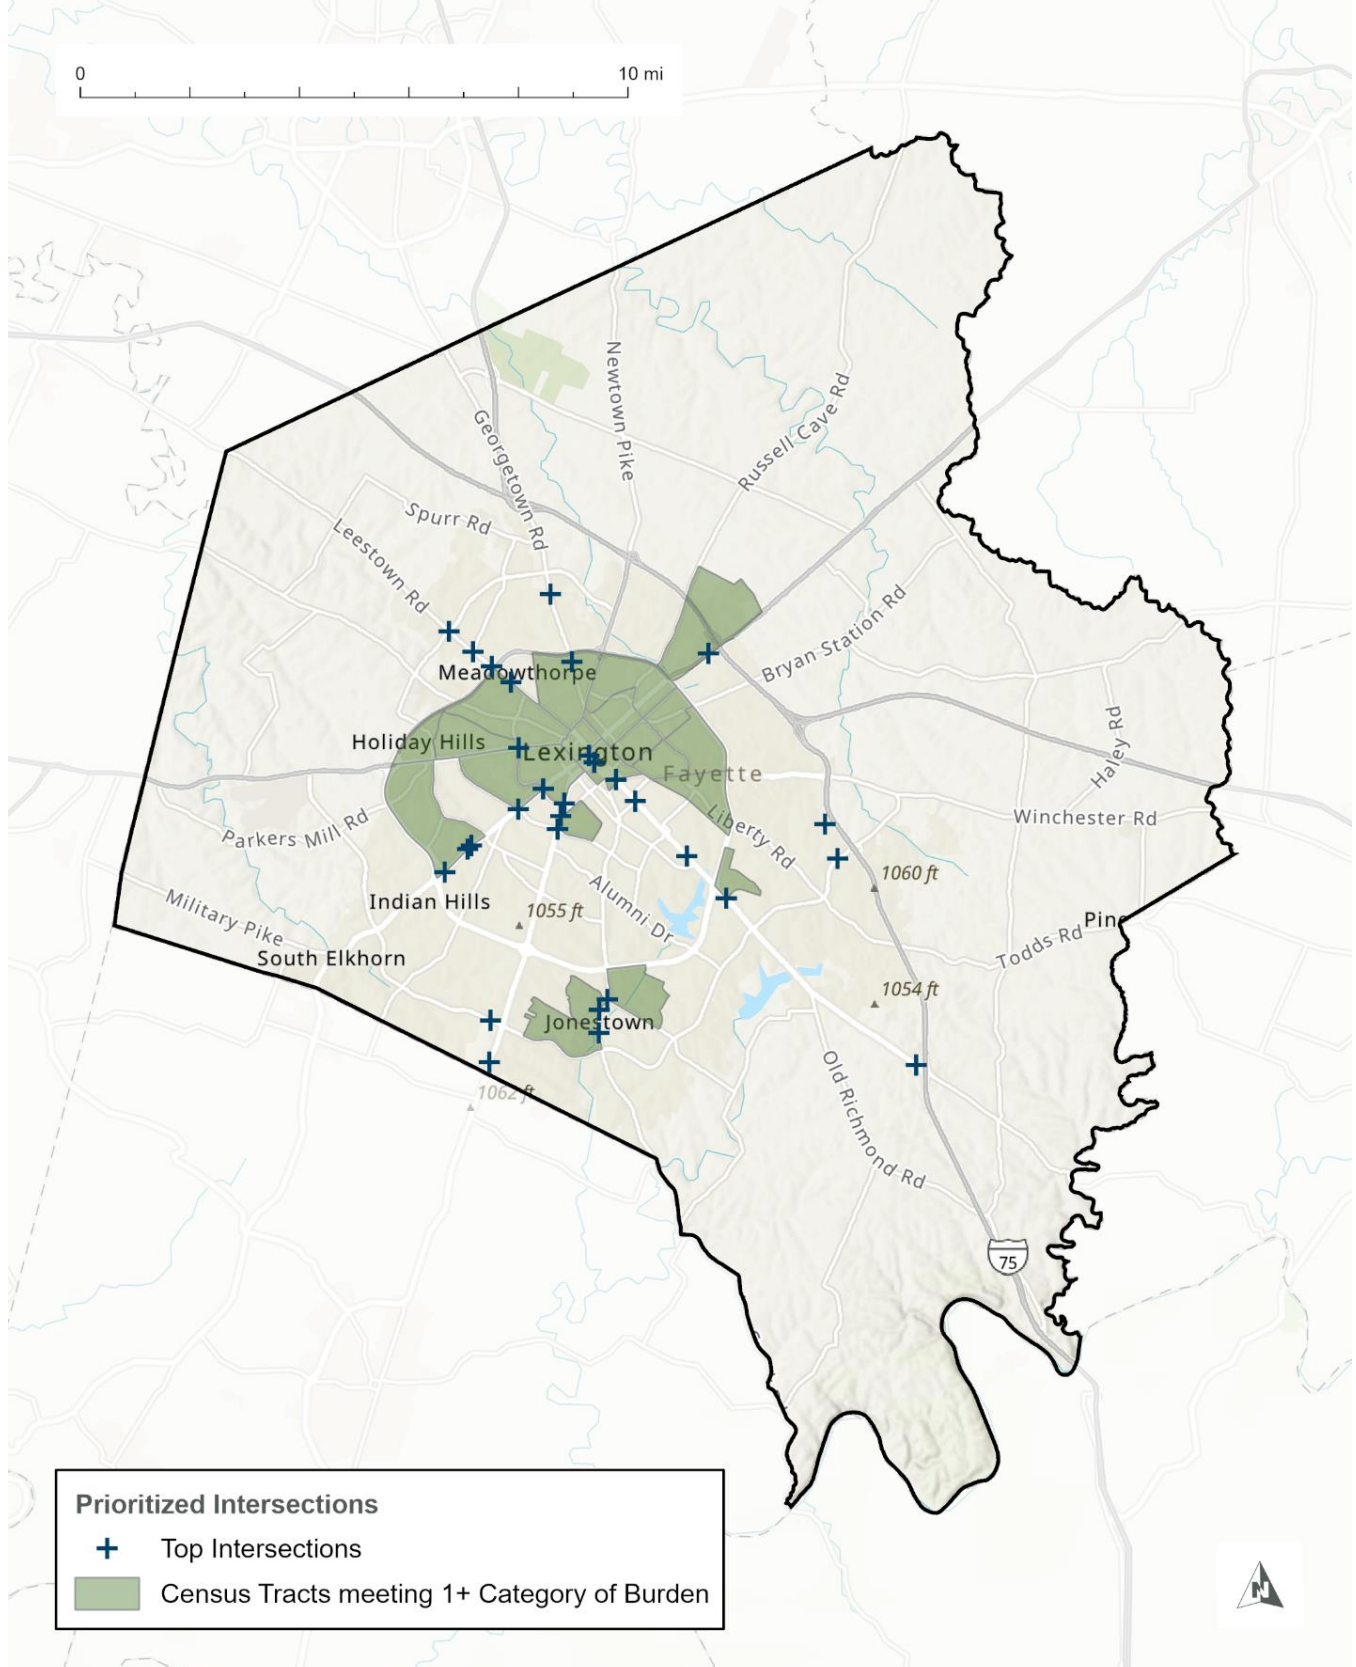 0
10 mi
Newtown Pike
Russell Cave Rd
Georgetown Rd
Spurr Rd
Leestown Rd
Bryan Station Rd
Meadowthorpe
Haley Rd
Holiday Hills
Lexington
Fayette
Winchester Rd
Parkers Mill Rd
Liberty Rd
1060 ft
Indian Hills
Alumni Dr
1055 ft
Military Pike
Pine
Todds Rd
South Elkhorn
1054 ft
Jonestown
1062 ft
Old Richmond Rd
75
Prioritized Intersections
Top Intersections
Census Tracts meeting 1+ Category of Burden
N